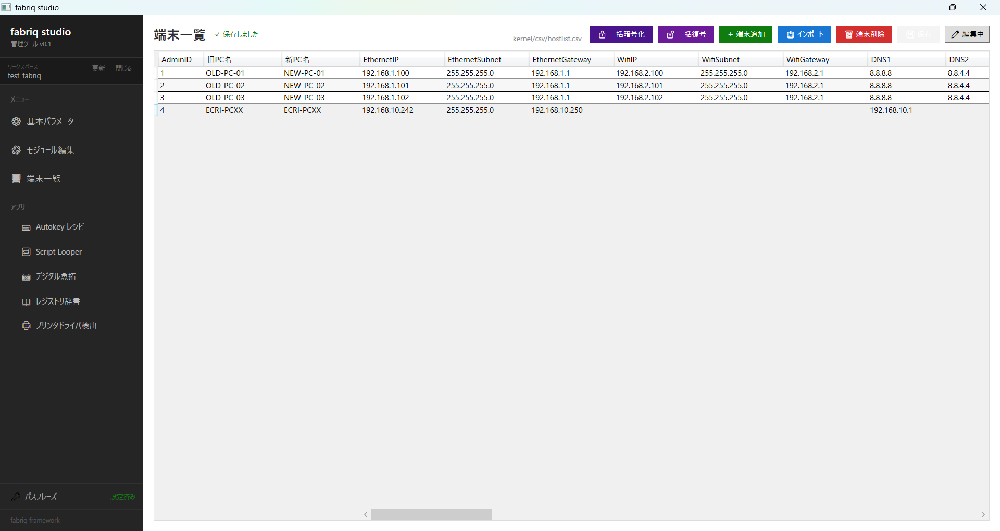 fabriq studio
fabriq studio
管理ツール v0.1
ワークスペース
更新 閉じる
test_fabriq
メニュー
基本パラメータ
モジュール編集
端末一覧
アプリ
Autokey レシピ
Script Looper
デジタル魚拓
レジストリ辞書
プリンタドライバ検出
パスフレーズ 設定済み
fabriq framework
端末一覧 ✓ 保存しました
kernel/csv/hostlist.csv 一括暗号化 一括復号 + 端末追加 インポート 端末削除 保存 編集中
AdminID 旧PC名 新PC名 EthernetIP EthernetSubnet EthernetGateway WifiIP WifiSubnet WifiGateway DNS1 DNS2
1 OLD-PC-01 NEW-PC-01 192.168.1.100 255.255.255.0 192.168.1.1 192.168.2.100 255.255.255.0 192.168.2.1 8.8.8.8 8.8.4.4
2 OLD-PC-02 NEW-PC-02 192.168.1.101 255.255.255.0 192.168.1.1 192.168.2.101 255.255.255.0 192.168.2.1 8.8.8.8 8.8.4.4
3 OLD-PC-03 NEW-PC-03 192.168.1.102 255.255.255.0 192.168.1.1 192.168.2.102 255.255.255.0 192.168.2.1 8.8.8.8 8.8.4.4
4 ECRI-PCXX ECRI-PCXX 192.168.10.242 255.255.255.0 192.168.10.250 192.168.10.1